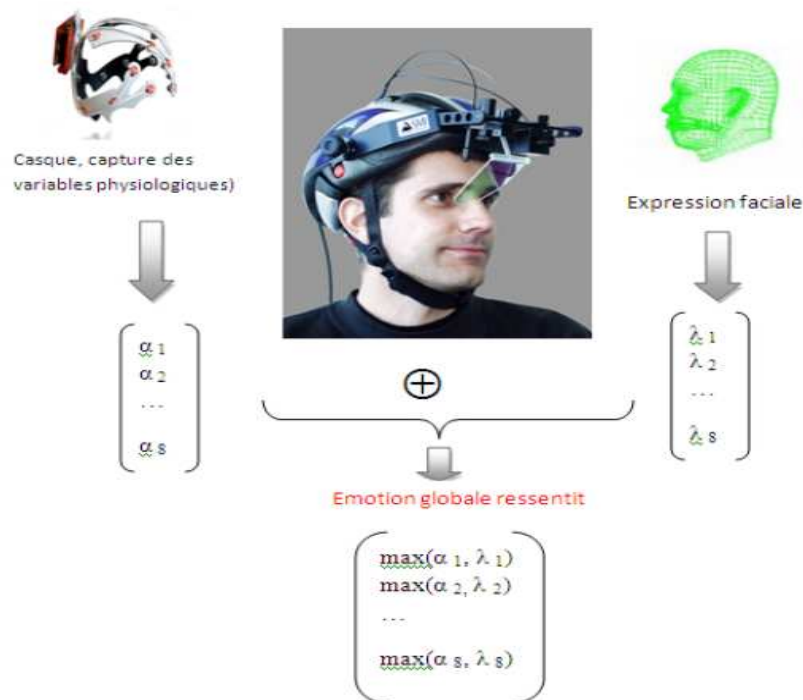 Casque, capture des
variables physiologiques)
Expression faciale
α 1
α 2
...
α 8
λ 1
λ 2
...
λ 8
⊕
Emotion globale ressentit
max(α 1, λ 1)
max(α 2, λ 2)
...
max(α 8, λ 8)